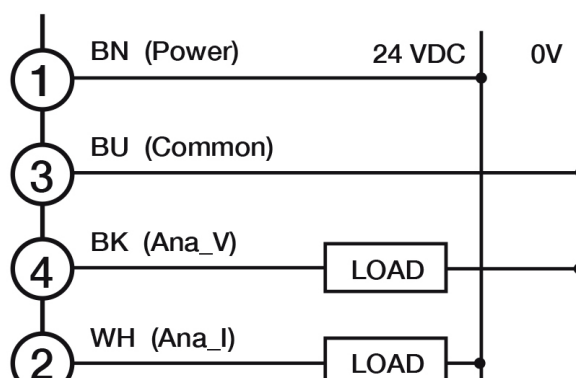 BN (Power) 24 VDC 0V
1
BU (Common)
3
BK (Ana_V)
4 LOAD
WH (Ana_I)
2 LOAD